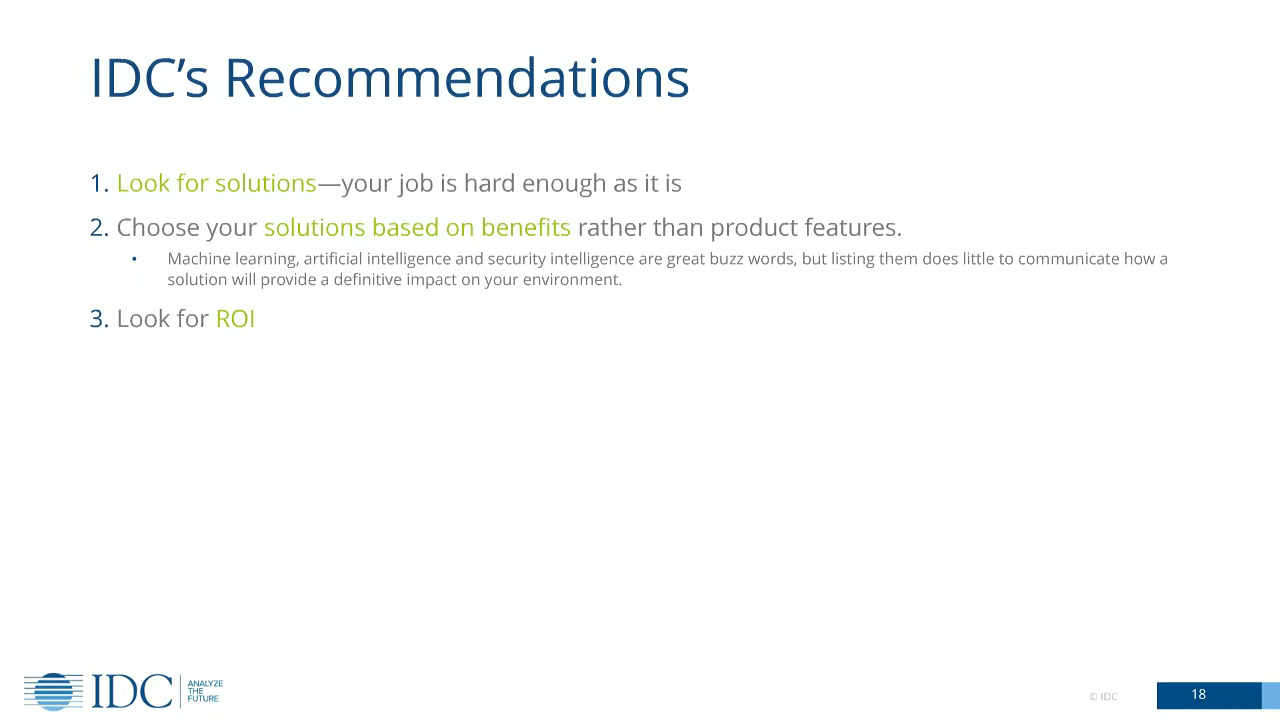 IDC’s Recommendations
1. Look for solutions—your job is hard enough as it is
2. Choose your solutions based on benefits rather than product features.
• Machine learning, artificial intelligence and security intelligence are great buzz words, but listing them does little to communicate how a
solution will provide a definitive impact on your environment.
3. Look for ROI
IDC
ANALYZE
THE
FUTURE
© IDC
18